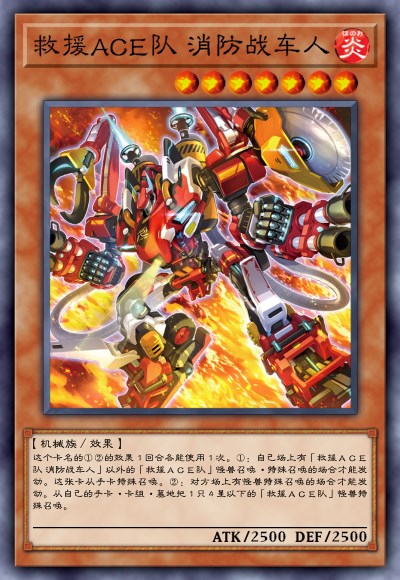 救援ACE队 消防战车人
炎
ほのお
【机械族／效果】
这个卡名的①②的效果1回合各能使用1次。①：自己场上有「救援ACE
队 消防战车人」以外的「救援ACE队」怪兽召唤·特殊召唤的场合才能发
动。这张卡从手卡特殊召唤。②：对方场上有怪兽特殊召唤的场合才能发
动。从自己的手卡·卡组·墓地把1只4星以下的「救援ACE队」怪兽特殊
召唤。
ATK/2500 DEF/2500